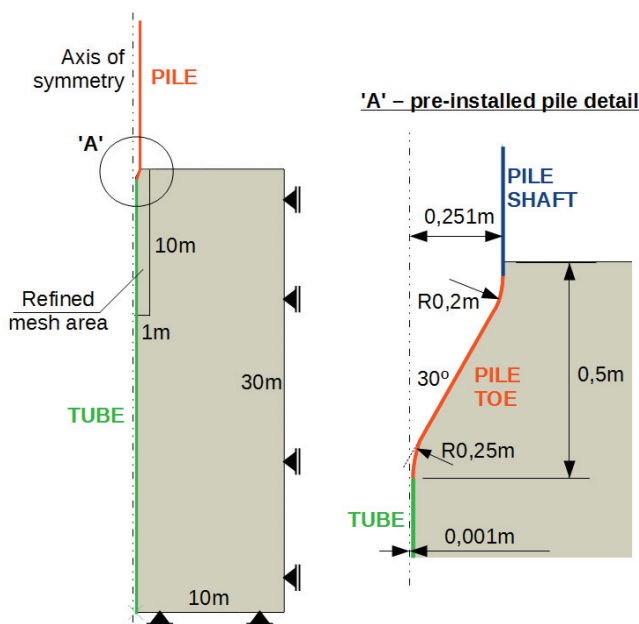 Axis of
symmetry
PILE
'A'
10m
Refined
mesh area
1m
30m
TUBE
10m
'A' – pre-installed pile detail
PILE
SHAFT
0,251m
R0,2m
30º
PILE
TOE
0,5m
R0,25m
TUBE
0,001m